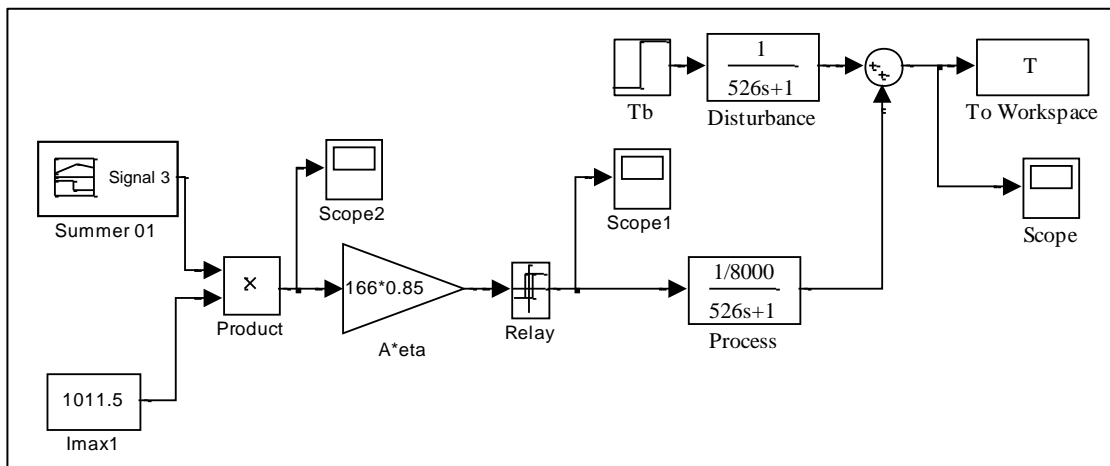 1
526s+1
Tb
Disturbance
T
To Workspace
Signal 3
Summer 01
Scope2
Scope1
Scope
×
Product
166*0.85
A*eta
Relay
1/8000
526s+1
Process
1011.5
Imax1